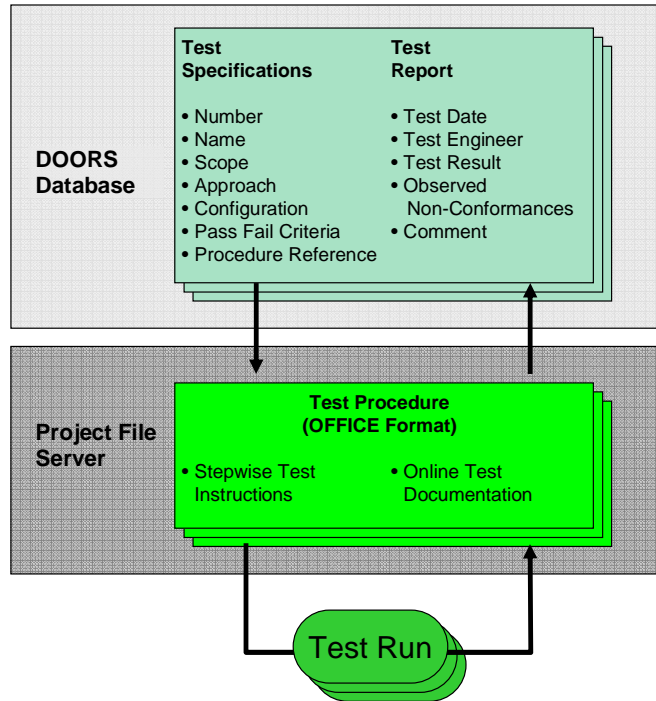 DOORS
Database
Test
Specifications
• Number
• Name
• Scope
• Approach
• Configuration
• Pass Fail Criteria
• Procedure Reference
Test
Report
• Test Date
• Test Engineer
• Test Result
• Observed
Non-Conformances
• Comment
Project File
Server
Test Procedure
(OFFICE Format)
• Stepwise Test
Instructions
• Online Test
Documentation
Test Run